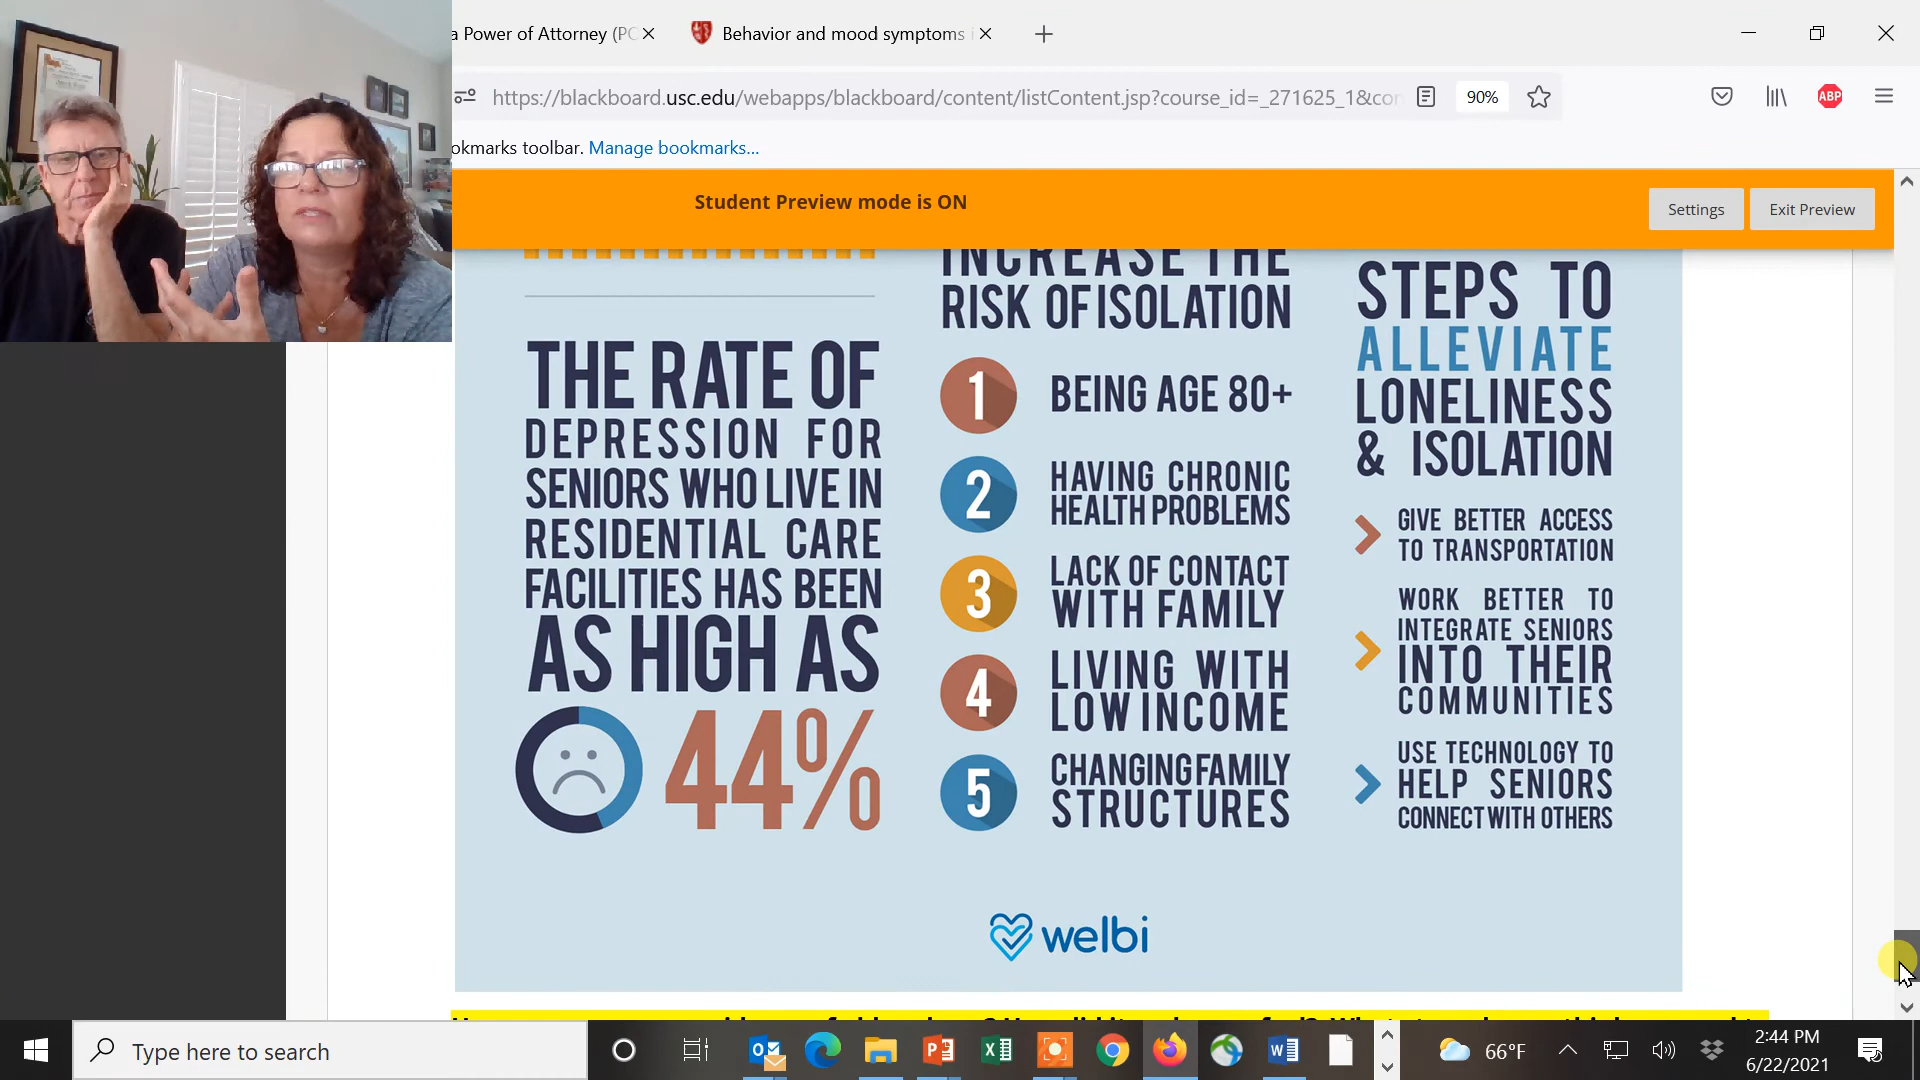 a Power of Attorney (PC
Behavior and mood symptoms i
https://blackboard.usc.edu/webapps/blackboard/content/listContent.jsp?course_id=_271625_1&con
90%
ABP
okmarks toolbar. Manage bookmarks...
Student Preview mode is ON
Settings
Exit Preview
THE RATE OF
DEPRESSION FOR
SENIORS WHO LIVE IN
RESIDENTIAL CARE
FACILITIES HAS BEEN
AS HIGH AS
44%
INCREASE THE
RISK OF ISOLATION
1 BEING AGE 80+
2 HAVING CHRONIC
HEALTH PROBLEMS
3 LACK OF CONTACT
WITH FAMILY
4 LIVING WITH
LOW INCOME
5 CHANGING FAMILY
STRUCTURES
STEPS TO
ALLEVIATE
LONELINESS
& ISOLATION
GIVE BETTER ACCESS
TO TRANSPORTATION
WORK BETTER TO
INTEGRATE SENIORS
INTO THEIR
COMMUNITIES
USE TECHNOLOGY TO
HELP SENIORS
CONNECT WITH OTHERS
welbi
Type here to search
66°F
2:44 PM
6/22/2021